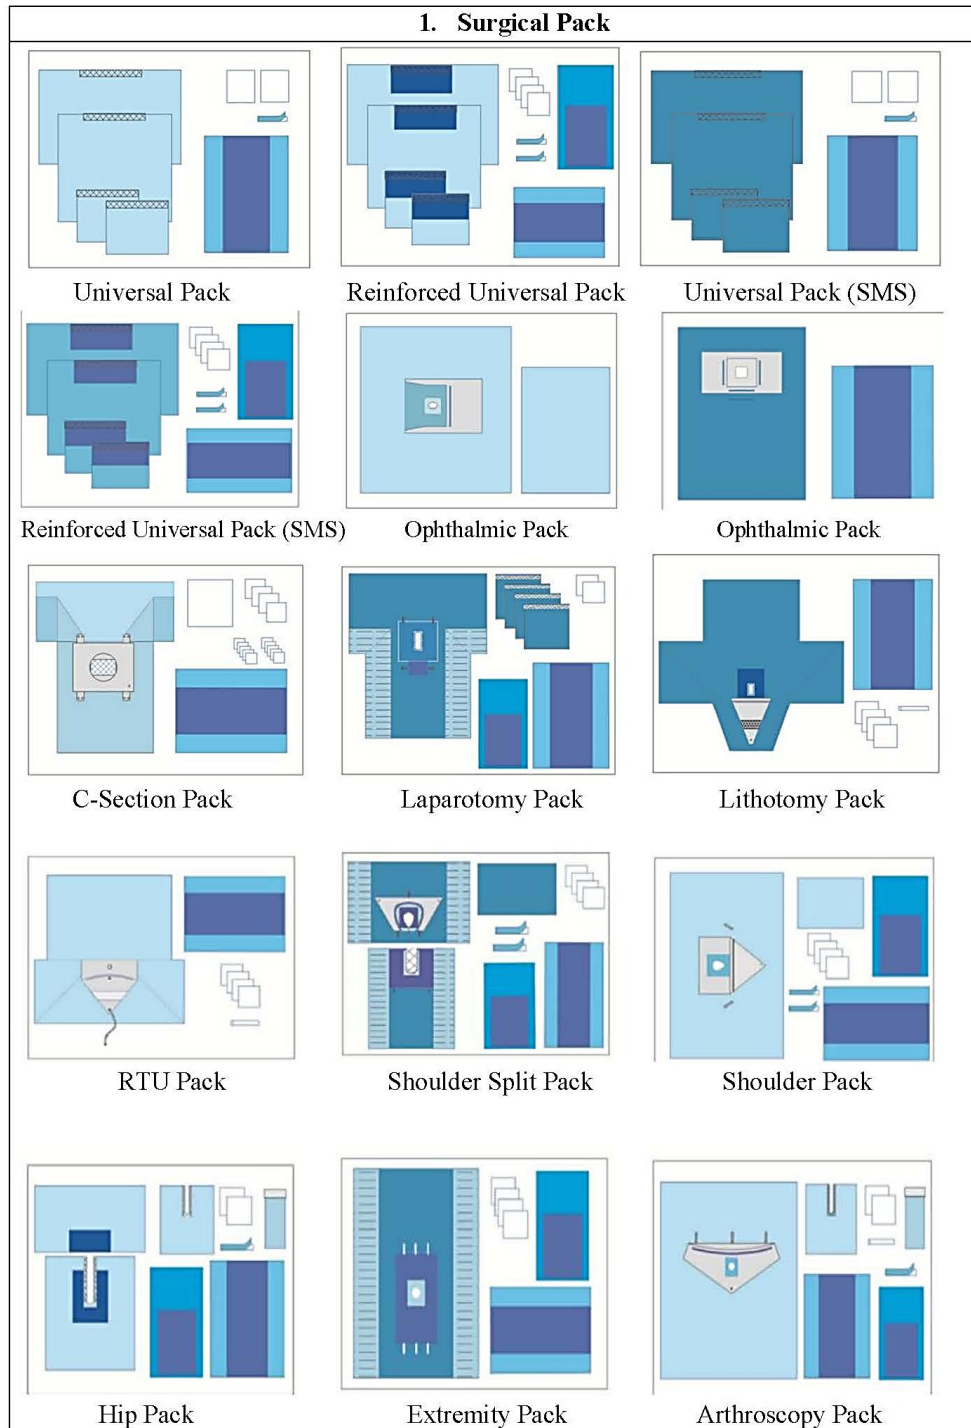 1. Surgical Pack
Universal Pack
Reinforced Universal Pack
Universal Pack (SMS)
Reinforced Universal Pack (SMS)
Ophthalmic Pack
Ophthalmic Pack
C-Section Pack
Laparotomy Pack
Lithotomy Pack
RTU Pack
Shoulder Split Pack
Shoulder Pack
Hip Pack
Extremity Pack
Arthroscopy Pack